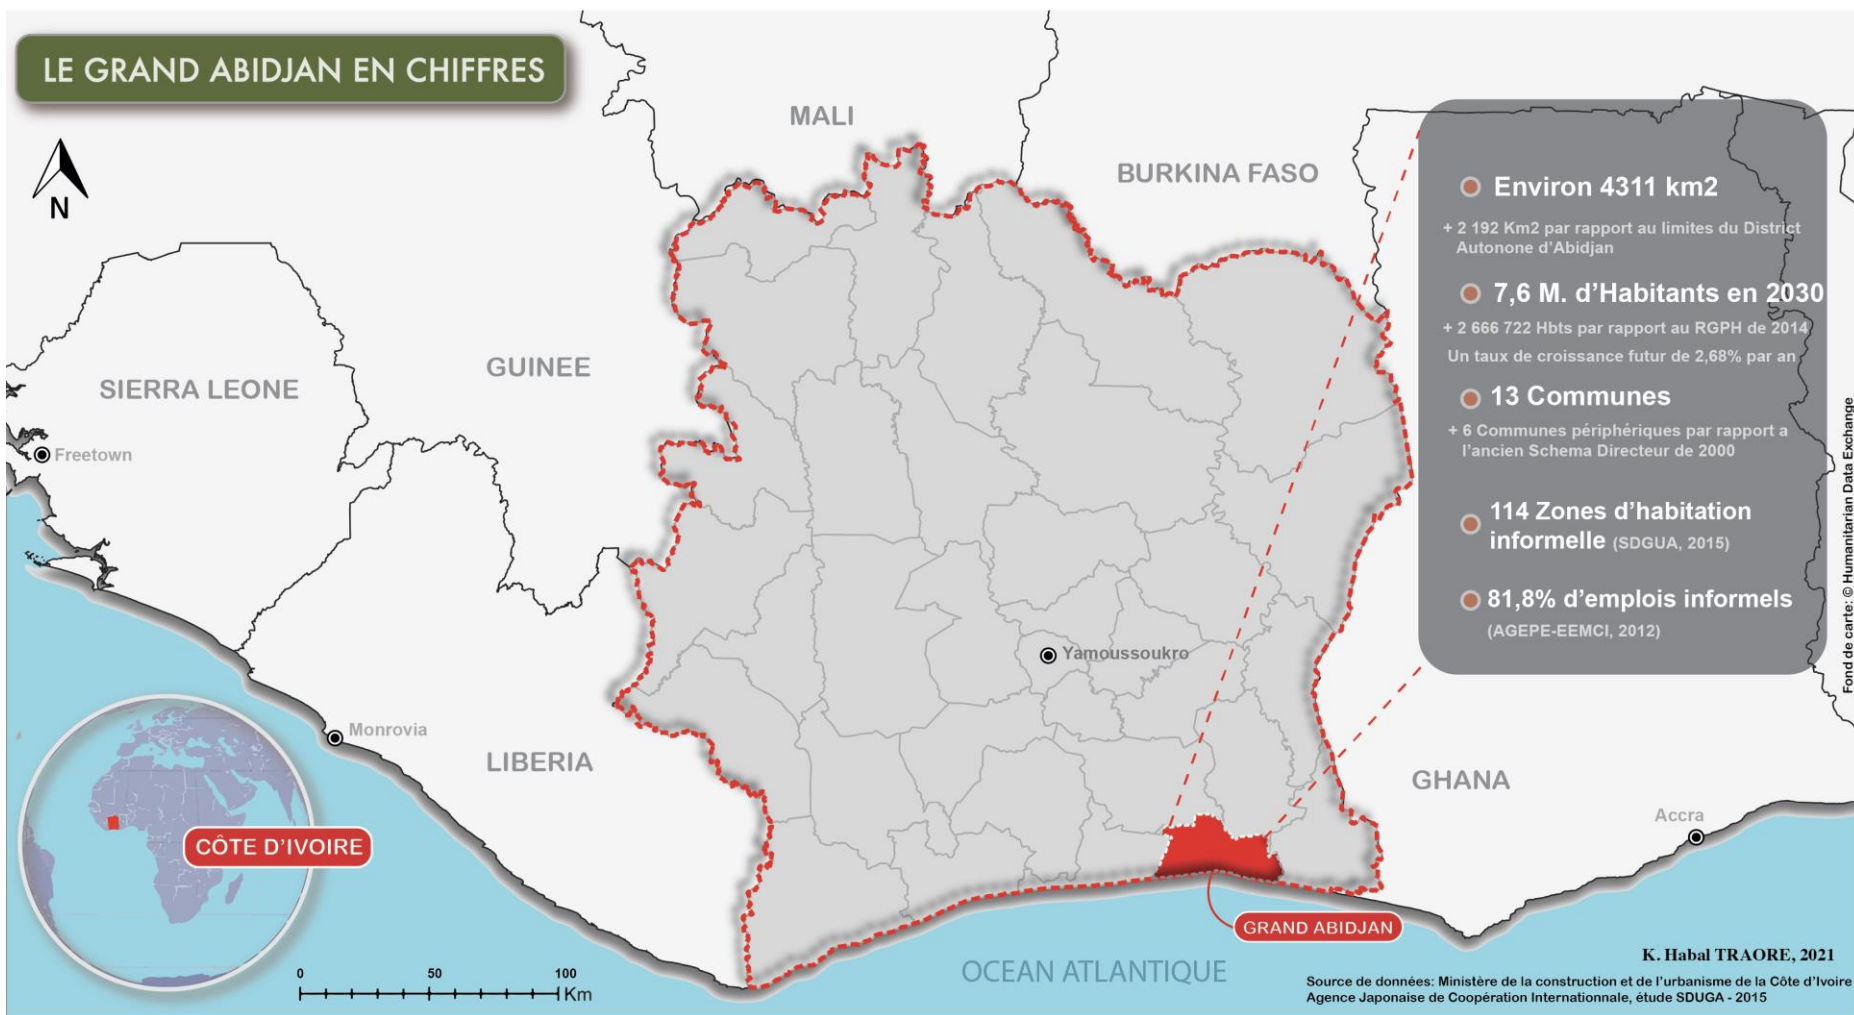 LE GRAND ABIDJAN EN CHIFFRES
N
MALI
BURKINA FASO
GUINEE
SIERRA LEONE
Freetown
Yamoussoukro
Monrovia
LIBERIA
GHANA
Accra
CÔTE D'IVOIRE
GRAND ABIDJAN
OCEAN ATLANTIQUE
0 50 100
Km
Environ 4311 km2
+ 2 192 Km2 par rapport au limites du District
Autonone d'Abidjan
7,6 M. d'Habitants en 2030
+ 2 666 722 Hbts par rapport au RGPH de 2014
Un taux de croissance futur de 2,68% par an
13 Communes
+ 6 Communes périphériques par rapport a
l'ancien Schema Directeur de 2000
114 Zones d'habitation
informelle (SDGUA, 2015)
81,8% d'emplois informels
(AGEPE-EEMCI, 2012)
Fond de carte: © Humanitarian Data Exchange
K. Habal TRAORE, 2021
Source de données: Ministère de la construction et de l'urbanisme de la Côte d'Ivoire
Agence Japonaise de Coopération Internationnale, étude SDUGA - 2015